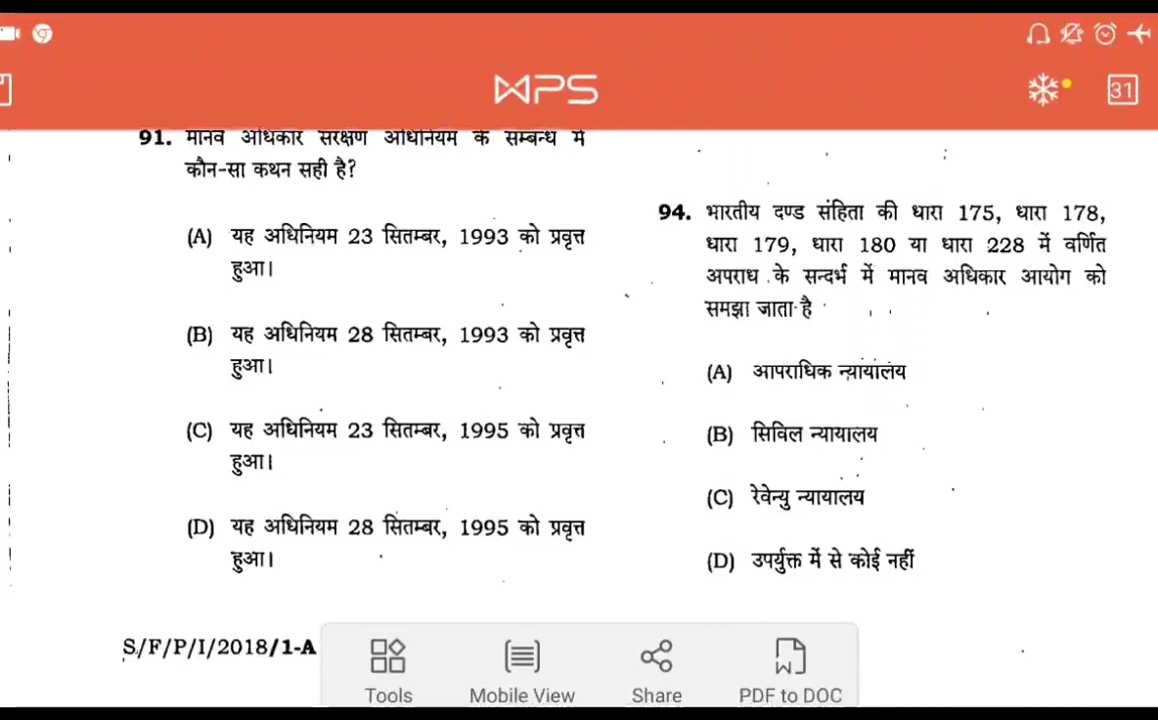 WPS
31
91. मानव अधिकार संरक्षण अधिनियम के सम्बन्ध में
कौन-सा कथन सही है?
(A) यह अधिनियम 23 सितम्बर, 1993 को प्रवृत्त
हुआ।
(B) यह अधिनियम 28 सितम्बर, 1993 को प्रवृत्त
हुआ।
(C) यह अधिनियम 23 सितम्बर, 1995 को प्रवृत्त
हुआ।
(D) यह अधिनियम 28 सितम्बर, 1995 को प्रवृत्त
हुआ।
94. भारतीय दण्ड संहिता की धारा 175, धारा 178,
धारा 179, धारा 180 या धारा 228 में वर्णित
अपराध के सन्दर्भ में मानव अधिकार आयोग को
समझा जाता है
(A) आपराधिक न्यायालय
(B) सिविल न्यायालय
(C) रेवेन्यु न्यायालय
(D) उपर्युक्त में से कोई नहीं
S/F/P/I/2018/1-A
Tools
Mobile View
Share
PDF to DOC